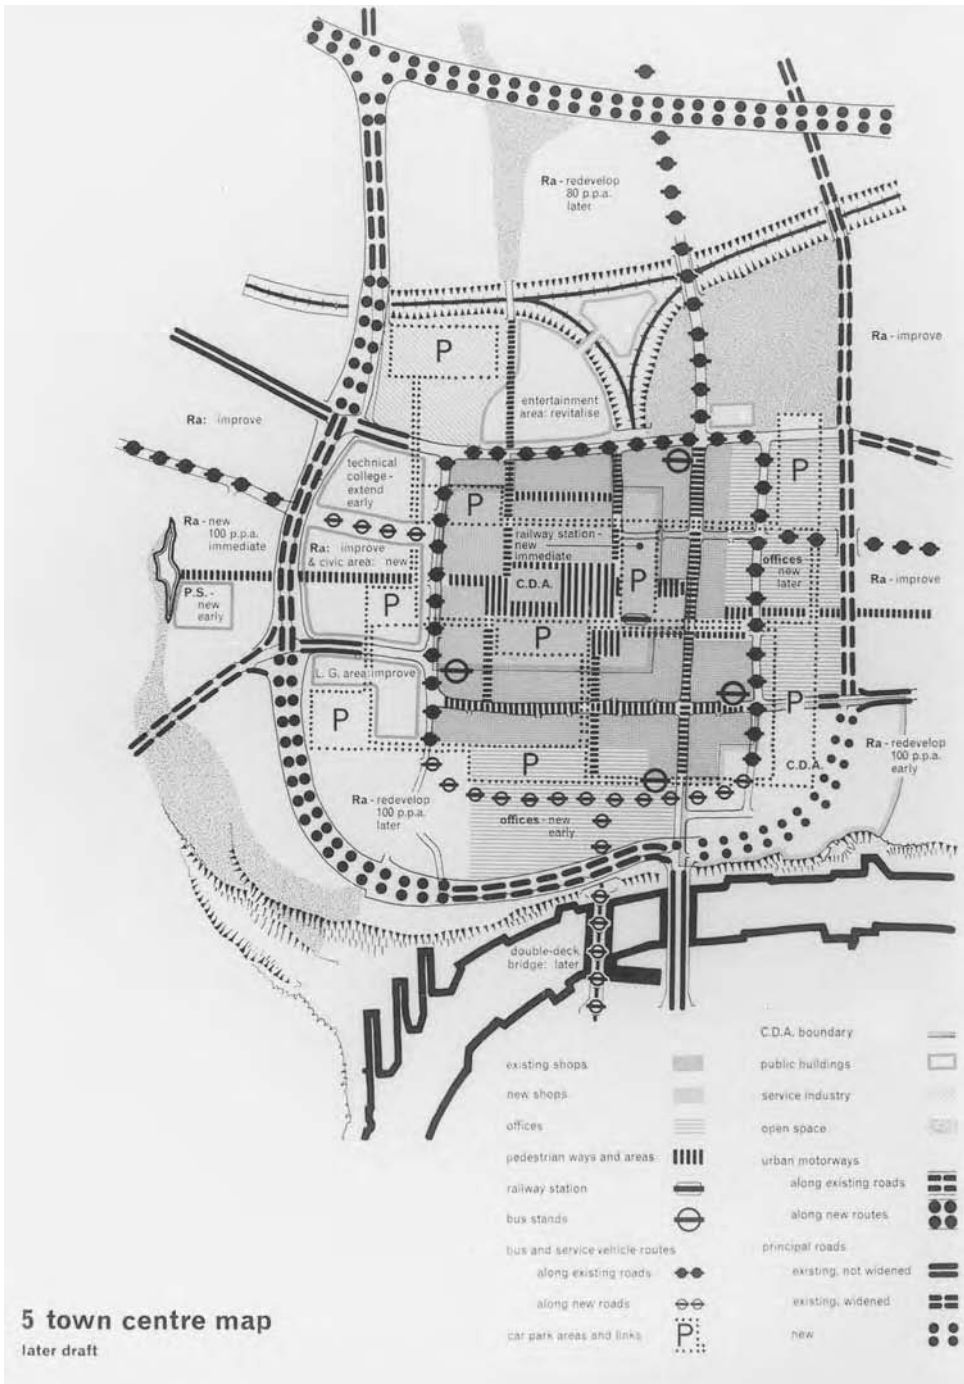 Ra - redevelop
80 p.p.a.
later
Ra - improve
P
entertainment
area: revitalise
Ra: improve
technical
college -
extend
early
P
P
Ra - new
100 p.p.a.
immediate
Ra: improve
& civic area: new
railway station -
new
immediate
offices
new
later
C.D.A.
P
Ra - improve
P.S. -
new
early
P
P
L. G. area: improve
P
P
Ra - redevelop
100 p.p.a.
early
C.D.A.
P
Ra - redevelop
100 p.p.a.
later
offices - new
early
double-deck
bridge: later
existing shops
new shops
offices
pedestrian ways and areas
railway station
bus stands
bus and service vehicle routes
along existing roads
along new roads
car park areas and links
P
C.D.A. boundary
public buildings
service industry
open space
urban motorways
along existing roads
along new routes
principal roads
existing, not widened
existing, widened
new
5 town centre map
later draft